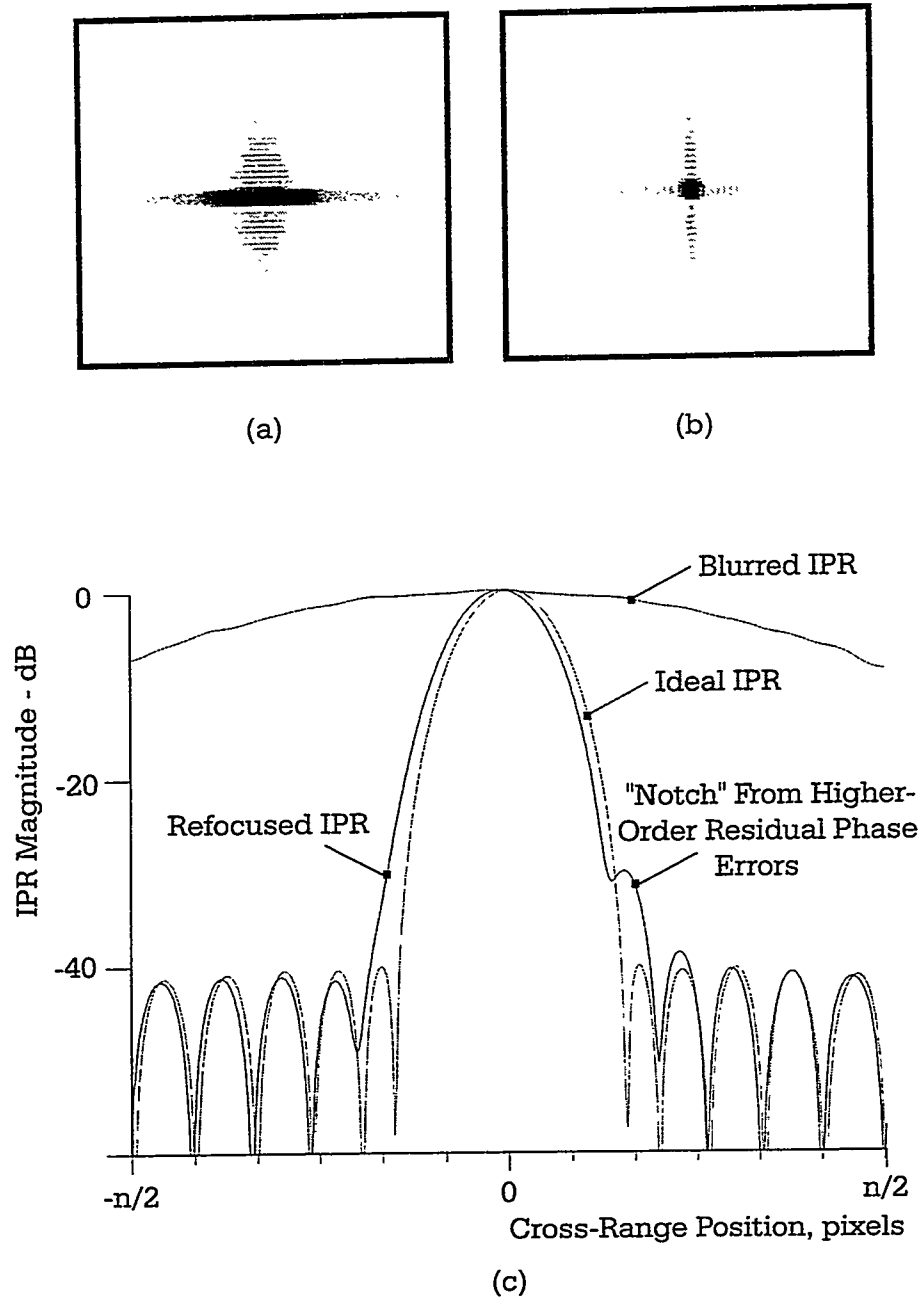 (a)
(b)
Blurred IPR
0
Ideal IPR
-20
"Notch" From Higher-
Order Residual Phase
Errors
Refocused IPR
IPR Magnitude - dB
-40
-n/2
0
n/2
Cross-Range Position, pixels
(c)